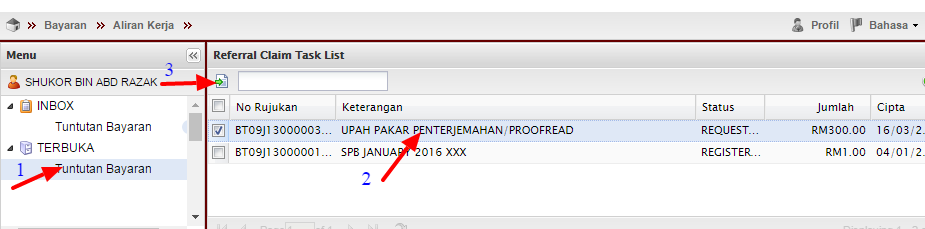 » Bayaran » Aliran Kerja »
Profil Bahasa
Menu «
Referral Claim Task List
SHUKOR BIN ABD RAZAK 3
No Rujukan Keterangan Status Jumlah Cipta
INBOX
Tuntutan Bayaran
TERBUKA
1 Tuntutan Bayaran
BT09J13000003... UPAH PAKAR PENTERJEMAHAN/PROOFREAD REQUEST... RM300.00 16/03/2.
BT09J13000001... SPB JANUARY 2016 XXX REGISTER... RM1.00 04/01/2.
2